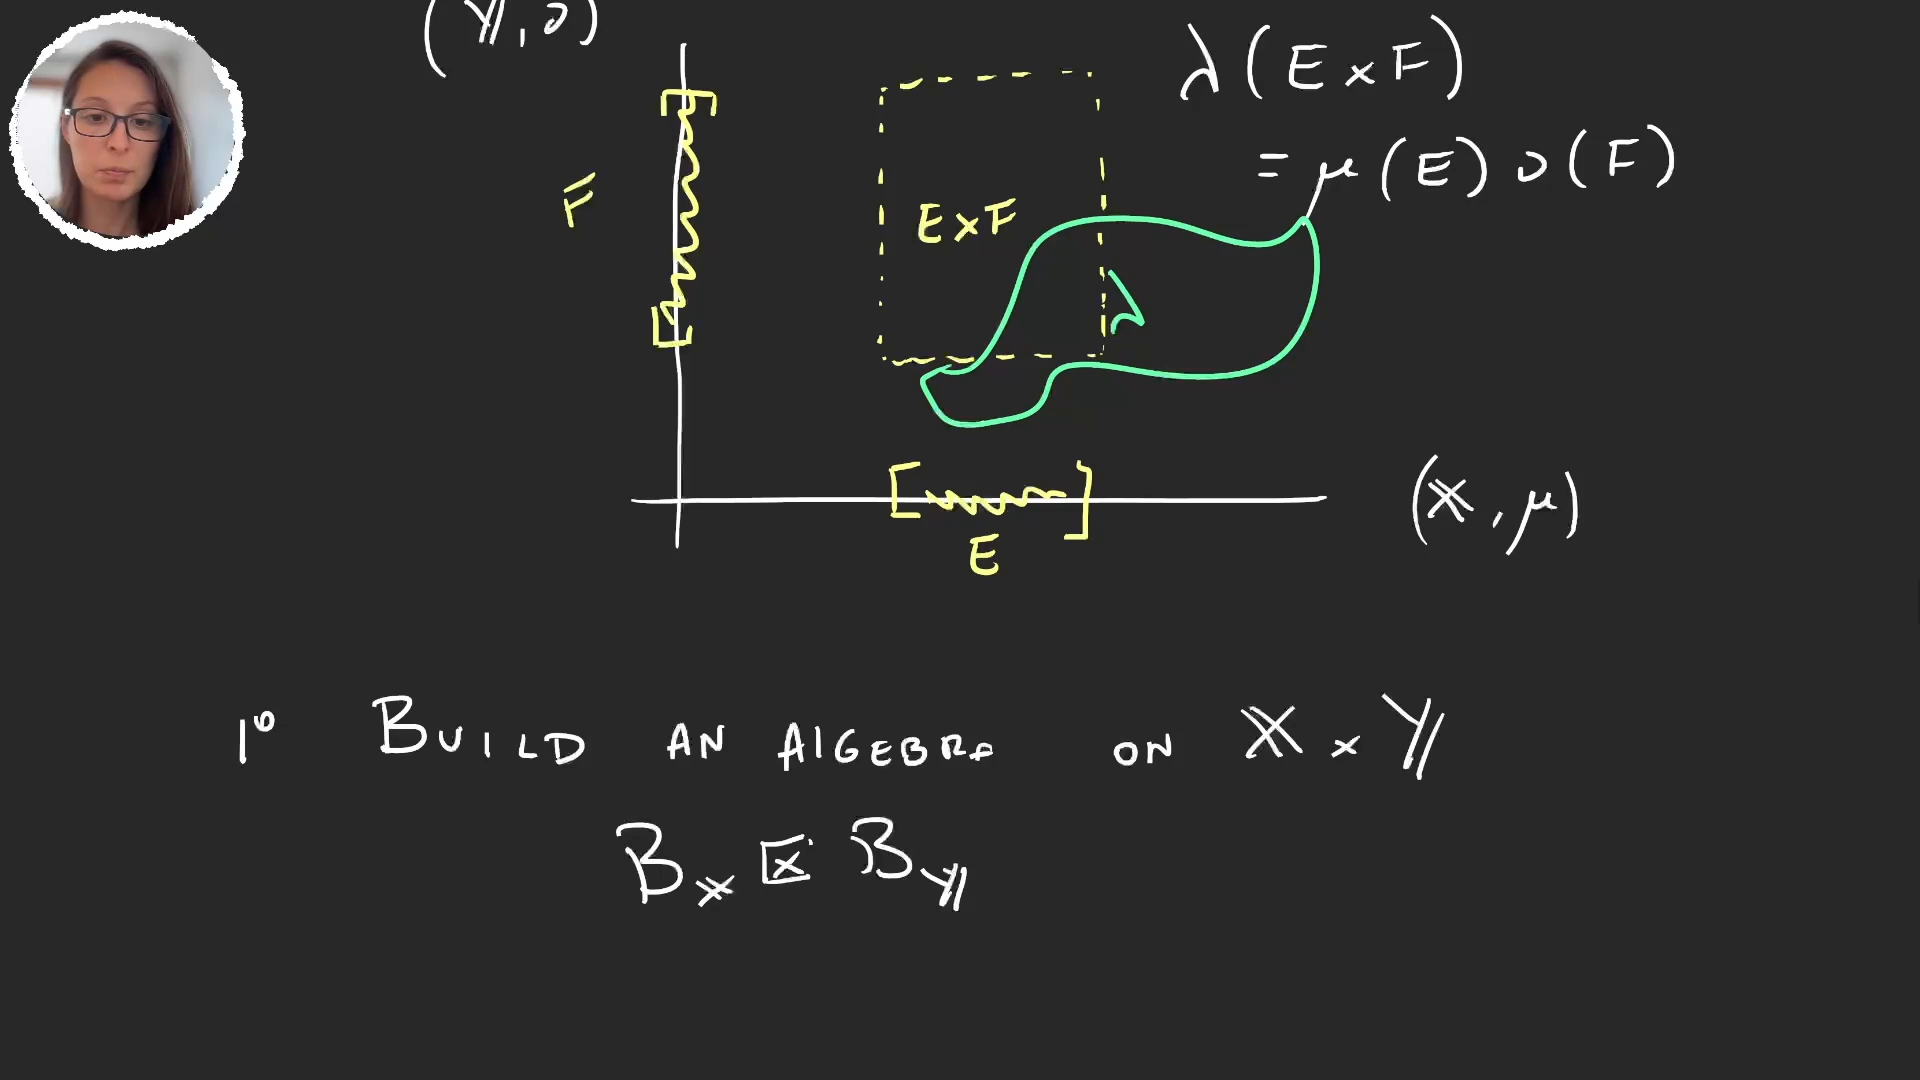 (𝕐, ν)
λ(E×F)
= μ(E) ν(F)
F
E×F
(𝕏, μ)
E
1° BUILD AN ALGEBRA ON 𝕏 × 𝕐
B_𝕏 ⊠ B_𝕐